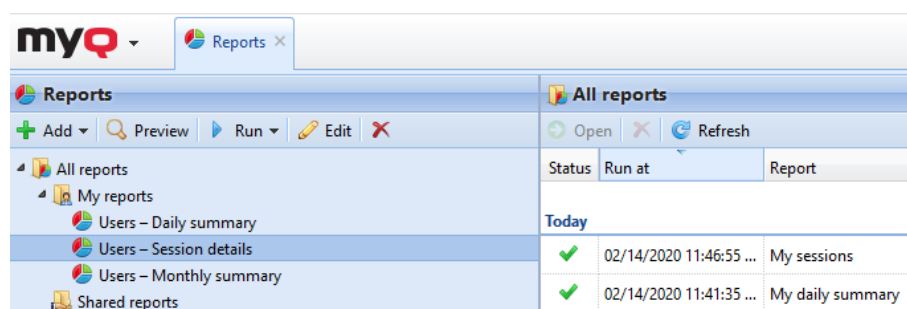 myQ
Reports
Reports
Add Preview Run Edit
All reports
My reports
Users – Daily summary
Users – Session details
Users – Monthly summary
Shared reports
All reports
Open Refresh
Status Run at Report
Today
02/14/2020 11:46:55 ... My sessions
02/14/2020 11:41:35 ... My daily summary